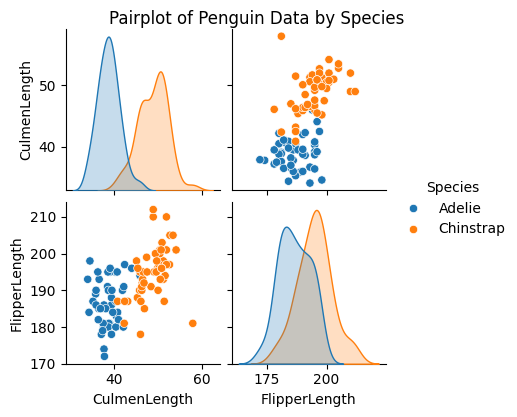 Pairplot of Penguin Data by Species
CulmenLength
50
40
Species
Adelie
Chinstrap
FlipperLength
210
200
190
180
170
40
60
175
200
CulmenLength
FlipperLength